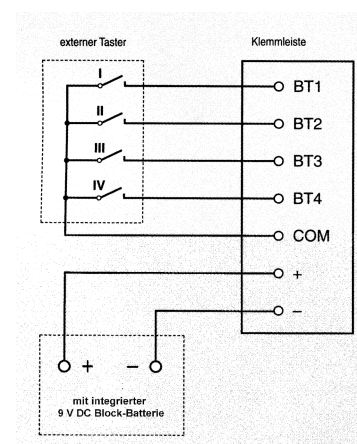 externer Taster
Klemmleiste
I
BT1
II
BT2
III
BT3
IV
BT4
COM
+
–
+ –
mit integrierter
9 V DC Block-Batterie